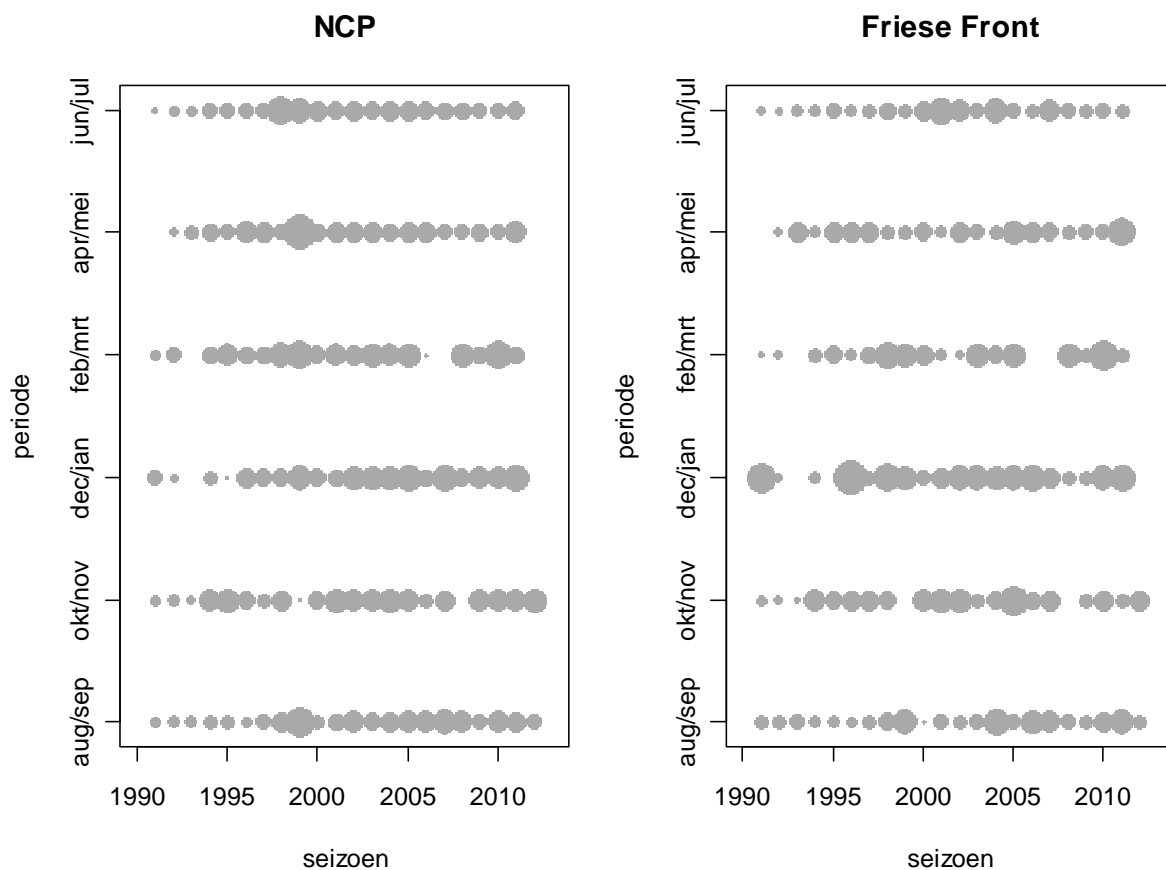 NCP
jun/jul
apr/mei
feb/mrt
dec/jan
okt/nov
aug/sep
periode
1990 1995 2000 2005 2010
seizoen
Friese Front
jun/jul
apr/mei
feb/mrt
dec/jan
okt/nov
aug/sep
periode
1990 1995 2000 2005 2010
seizoen